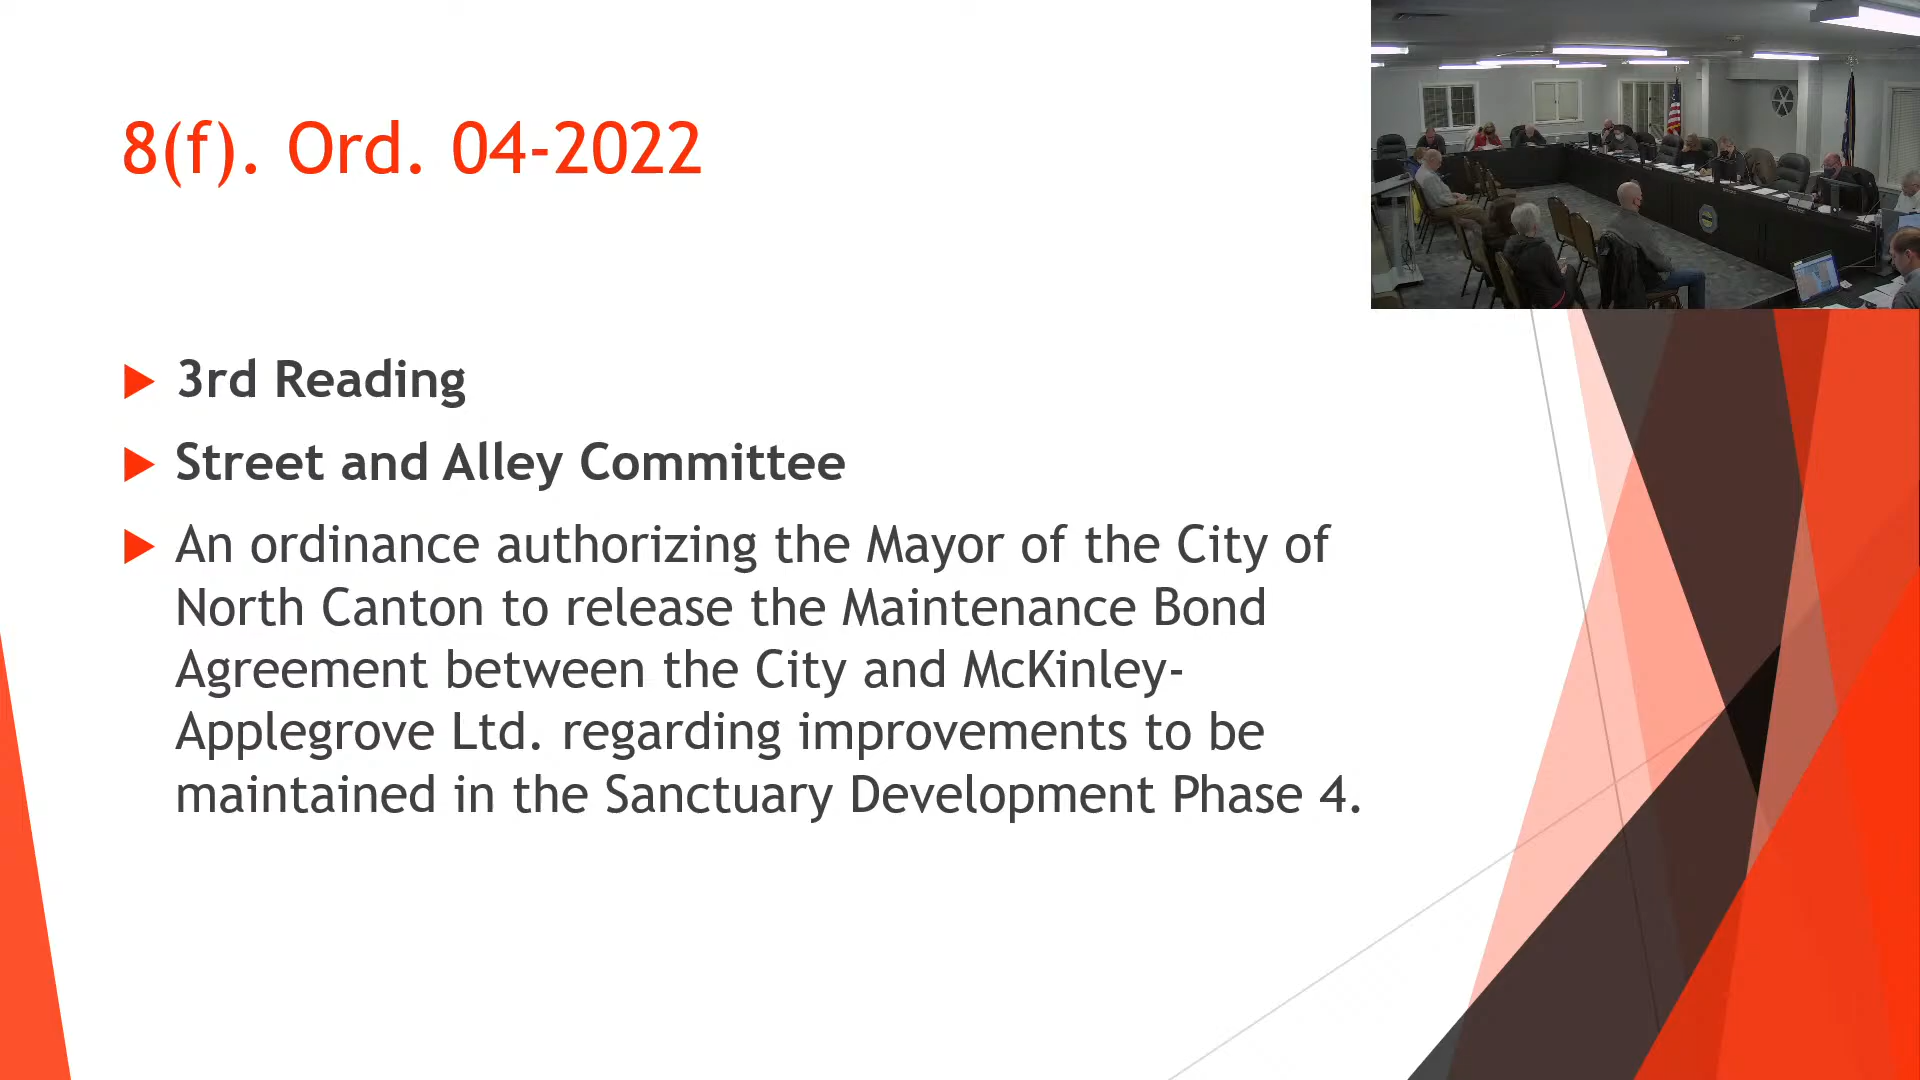 8(f). Ord. 04-2022
3rd Reading
Street and Alley Committee
An ordinance authorizing the Mayor of the City of
North Canton to release the Maintenance Bond
Agreement between the City and McKinley-
Applegrove Ltd. regarding improvements to be
maintained in the Sanctuary Development Phase 4.